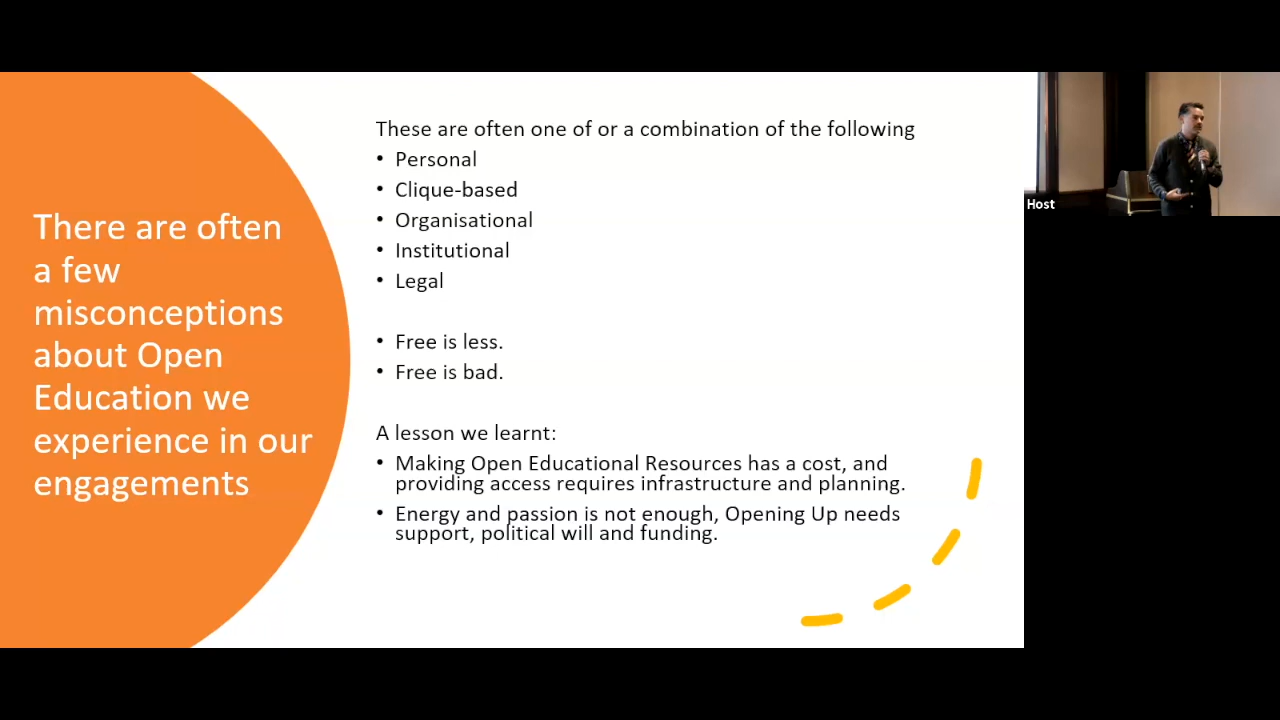 There are often
a few
misconceptions
about Open
Education we
experience in our
engagements
These are often one of or a combination of the following
• Personal
• Clique-based
• Organisational
• Institutional
• Legal
• Free is less.
• Free is bad.
A lesson we learnt:
• Making Open Educational Resources has a cost, and
providing access requires infrastructure and planning.
• Energy and passion is not enough, Opening Up needs
support, political will and funding.
Host